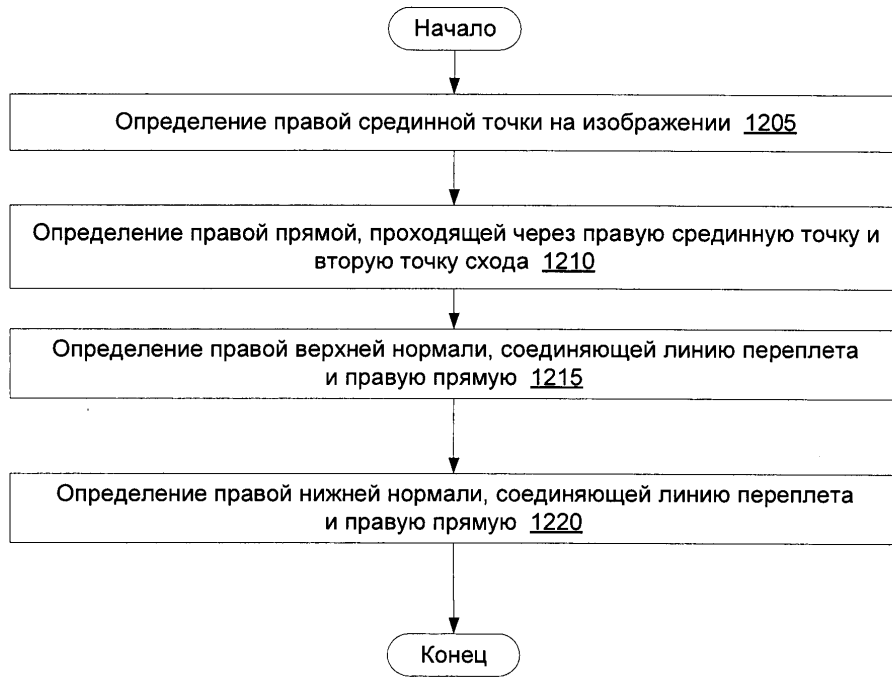 Начало
Определение правой срединной точки на изображении 1205
Определение правой прямой, проходящей через правую срединную точку и
вторую точку схода 1210
Определение правой верхней нормали, соединяющей линию переплета
и правую прямую 1215
Определение правой нижней нормали, соединяющей линию переплета
и правую прямую 1220
Конец